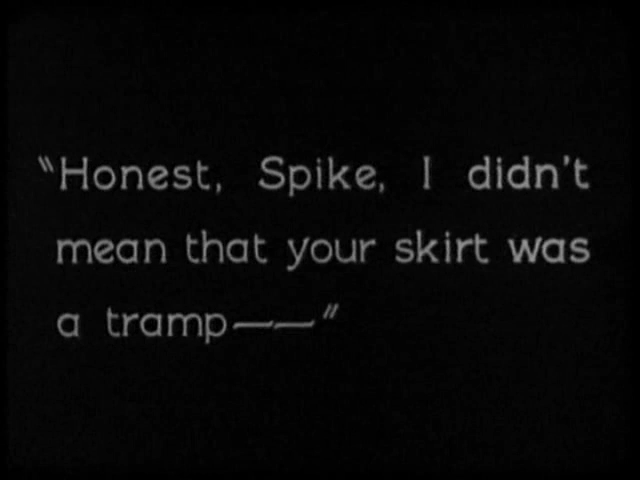 "Honest, Spike, I didn't
mean that your skirt was
a tramp——"